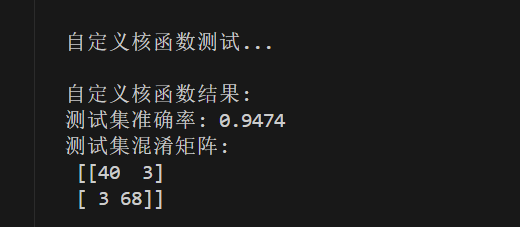 自定义核函数测试...
自定义核函数结果:
测试集准确率: 0.9474
测试集混淆矩阵:
[[40  3]
[ 3 68]]